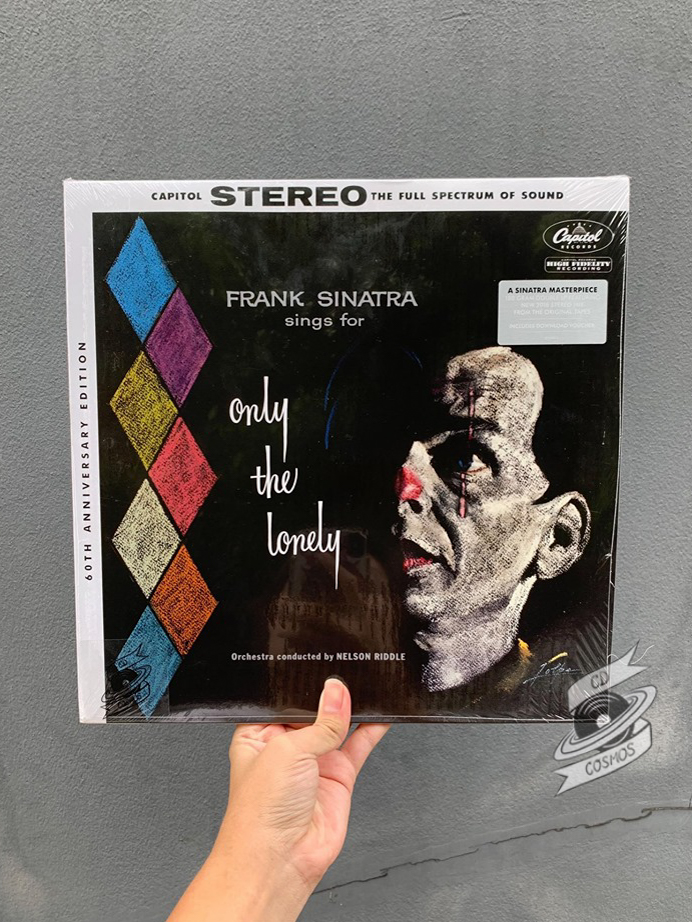 CAPITOL STEREO THE FULL SPECTRUM OF SOUND
Capitol
RECORDS
HIGH FIDELITY
RECORDING
A SINATRA MASTERPIECE
FRANK SINATRA
sings for
only
the
lonely
60TH ANNIVERSARY EDITION
Orchestra conducted by NELSON RIDDLE
CD
COSMOS